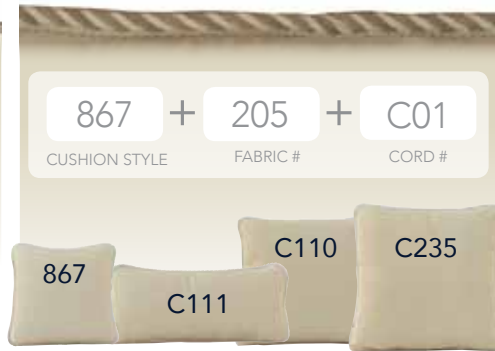 867 + 205 + C01
CUSHION STYLE FABRIC # CORD #
C110 C235
867
C111